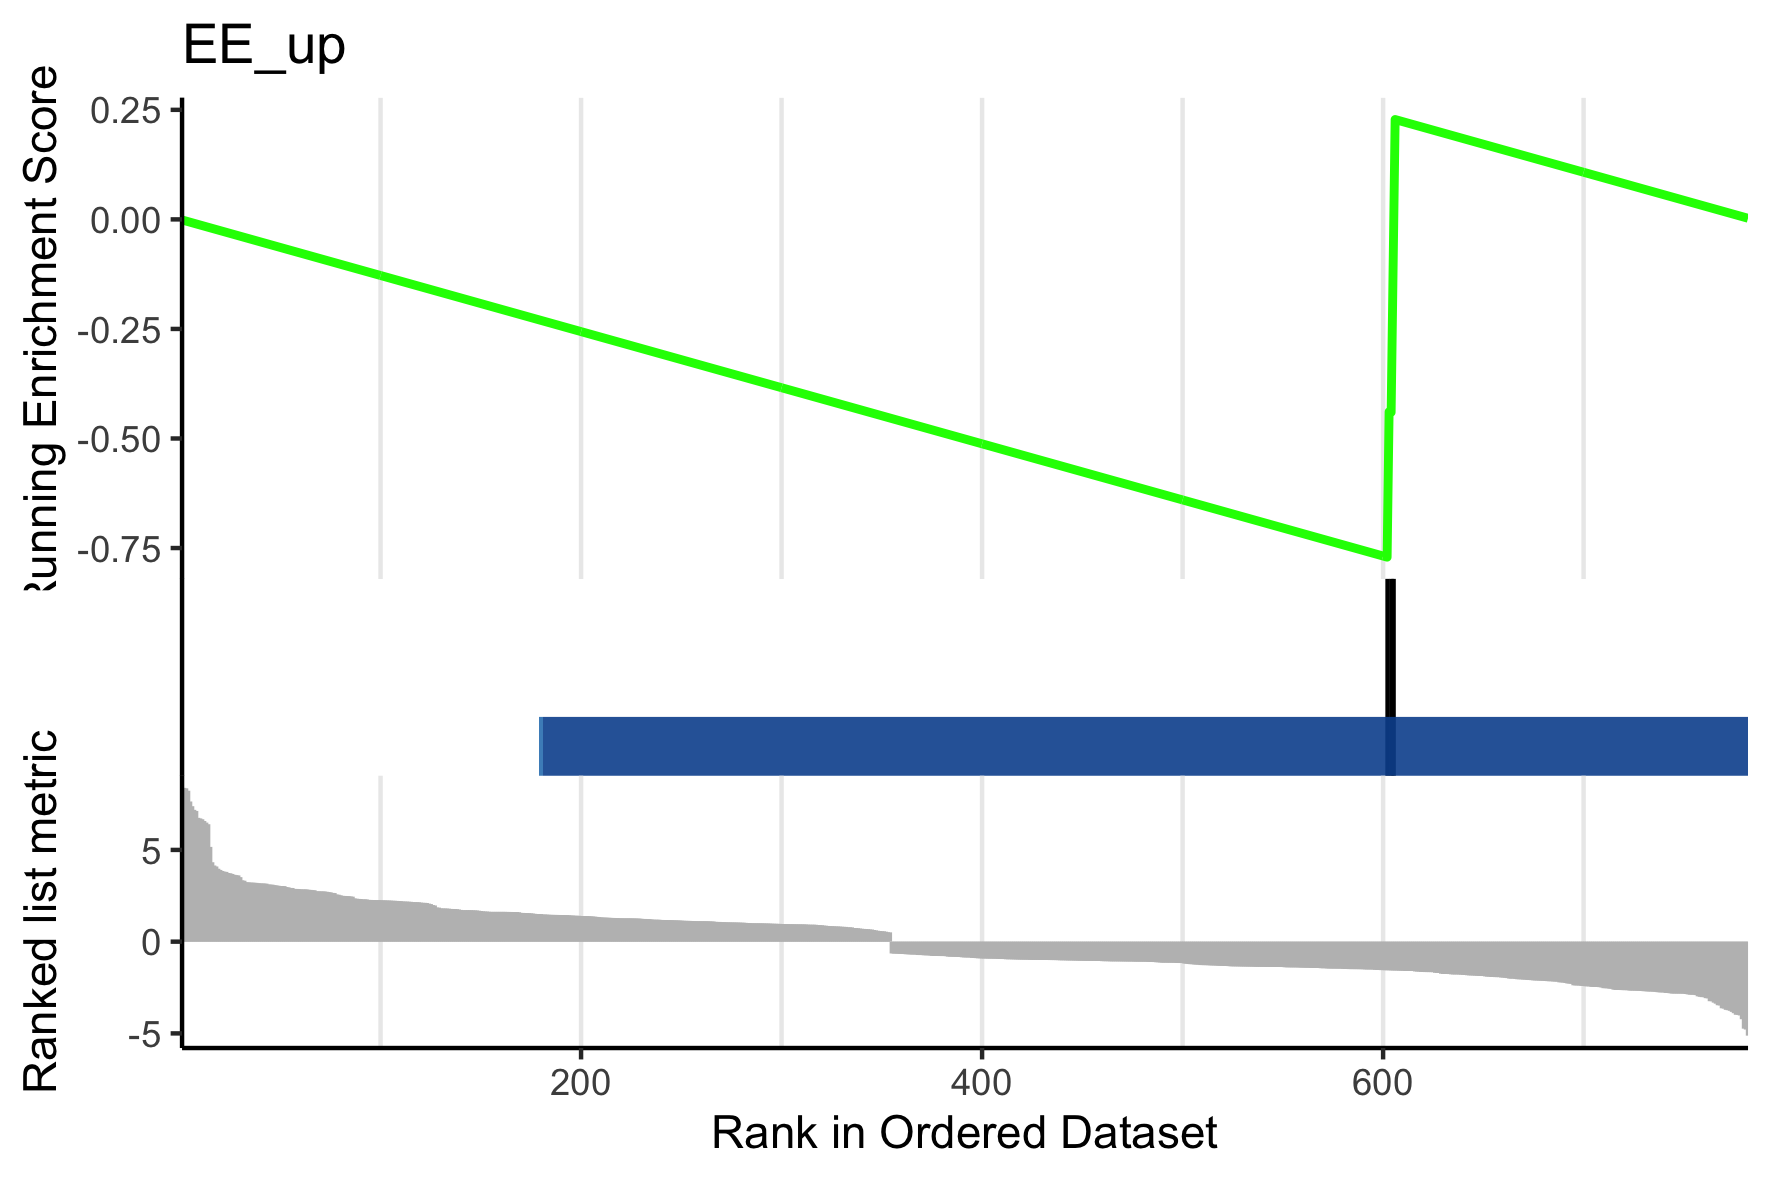 EE_up
Running Enrichment Score
0.25
0.00
-0.25
-0.50
-0.75
Ranked list metric
5
0
-5
200
400
600
Rank in Ordered Dataset